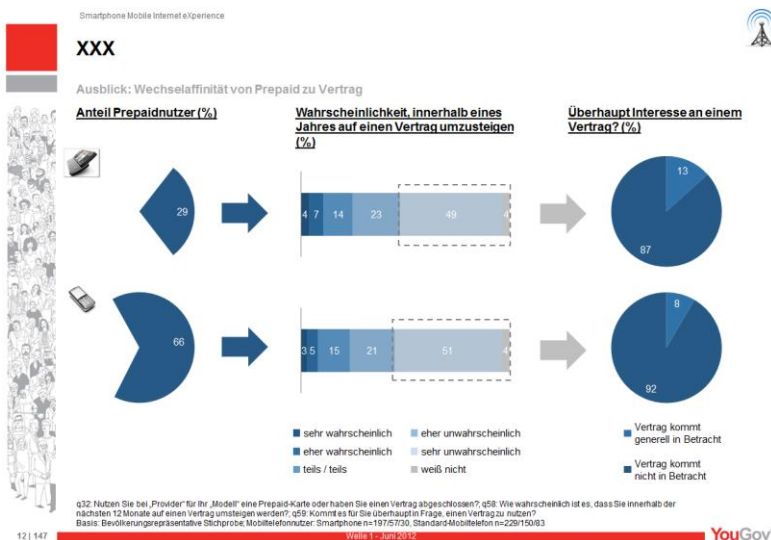 Smartphone Mobile Internet eXperience
XXX
Ausblick: Wechselaffinität von Prepaid zu Vertrag
Anteil Prepaidnutzer (%)
Wahrscheinlichkeit, innerhalb eines
Jahres auf einen Vertrag umzusteigen
(%)
Überhaupt Interesse an einem
Vertrag? (%)
29
4 7 14 23 49 4
13
87
66
3 5 15 21 51 4
8
92
sehr wahrscheinlich
eher wahrscheinlich
teils / teils
eher unwahrscheinlich
sehr unwahrscheinlich
weiß nicht
Vertrag kommt
generell in Betracht
Vertrag kommt
nicht in Betracht
q32: Nutzen Sie bei „Provider“ für Ihr „Modell“ eine Prepaid-Karte oder haben Sie einen Vertrag abgeschlossen?; q58: Wie wahrscheinlich ist es, dass Sie innerhalb der
nächsten 12 Monate auf einen Vertrag umsteigen werden?; q59: Kommt es für Sie überhaupt in Frage, einen Vertrag zu nutzen?
Basis: Bevölkerungsrepräsentative Stichprobe; Mobiltelefonnutzer: Smartphone n=197/57/30, Standard-Mobiltelefon n=229/150/83
12 | 147
Welle 1 - Juni 2012
YouGov